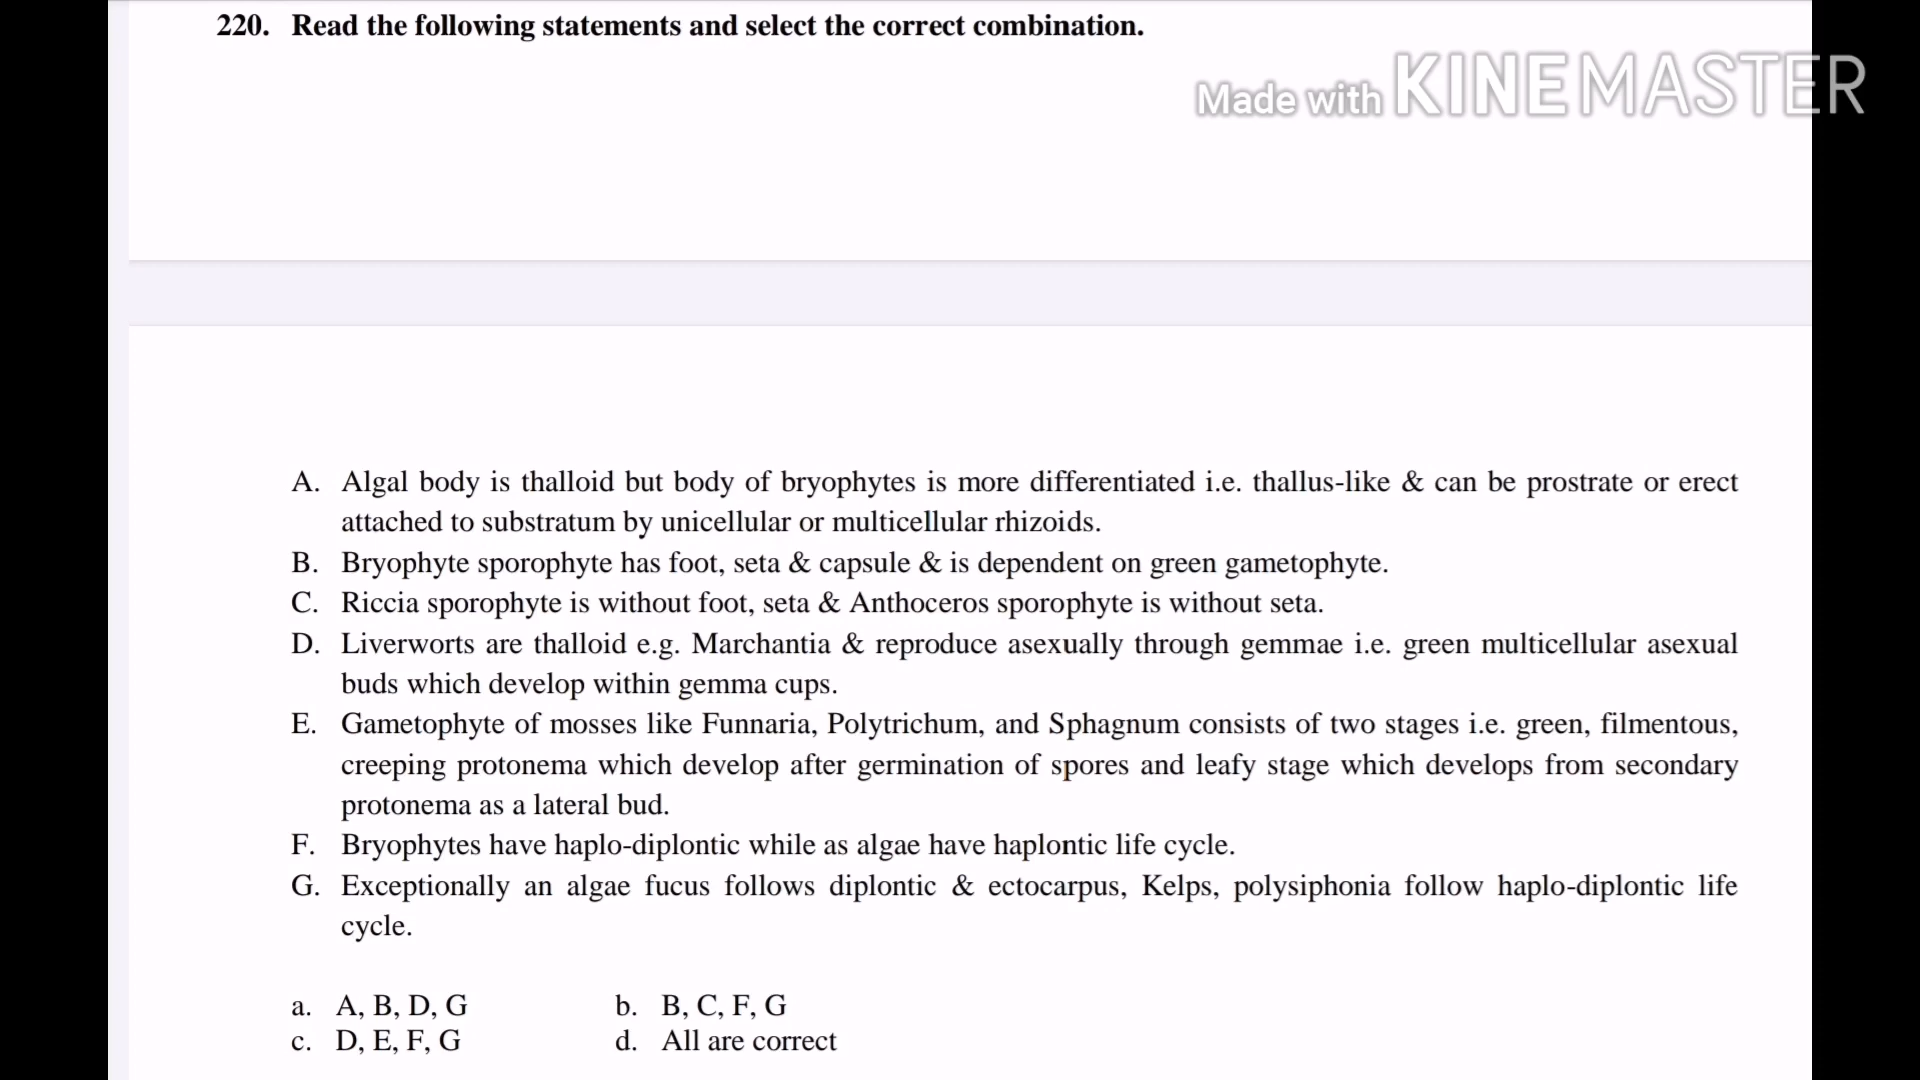 220. Read the following statements and select the correct combination.
Made with KINEMASTER
A. Algal body is thalloid but body of bryophytes is more differentiated i.e. thallus-like & can be prostrate or erect
attached to substratum by unicellular or multicellular rhizoids.
B. Bryophyte sporophyte has foot, seta & capsule & is dependent on green gametophyte.
C. Riccia sporophyte is without foot, seta & Anthoceros sporophyte is without seta.
D. Liverworts are thalloid e.g. Marchantia & reproduce asexually through gemmae i.e. green multicellular asexual
buds which develop within gemma cups.
E. Gametophyte of mosses like Funnaria, Polytrichum, and Sphagnum consists of two stages i.e. green, filmentous,
creeping protonema which develop after germination of spores and leafy stage which develops from secondary
protonema as a lateral bud.
F. Bryophytes have haplo-diplontic while as algae have haplontic life cycle.
G. Exceptionally an algae fucus follows diplontic & ectocarpus, Kelps, polysiphonia follow haplo-diplontic life
cycle.
a. A, B, D, G b. B, C, F, G
c. D, E, F, G d. All are correct